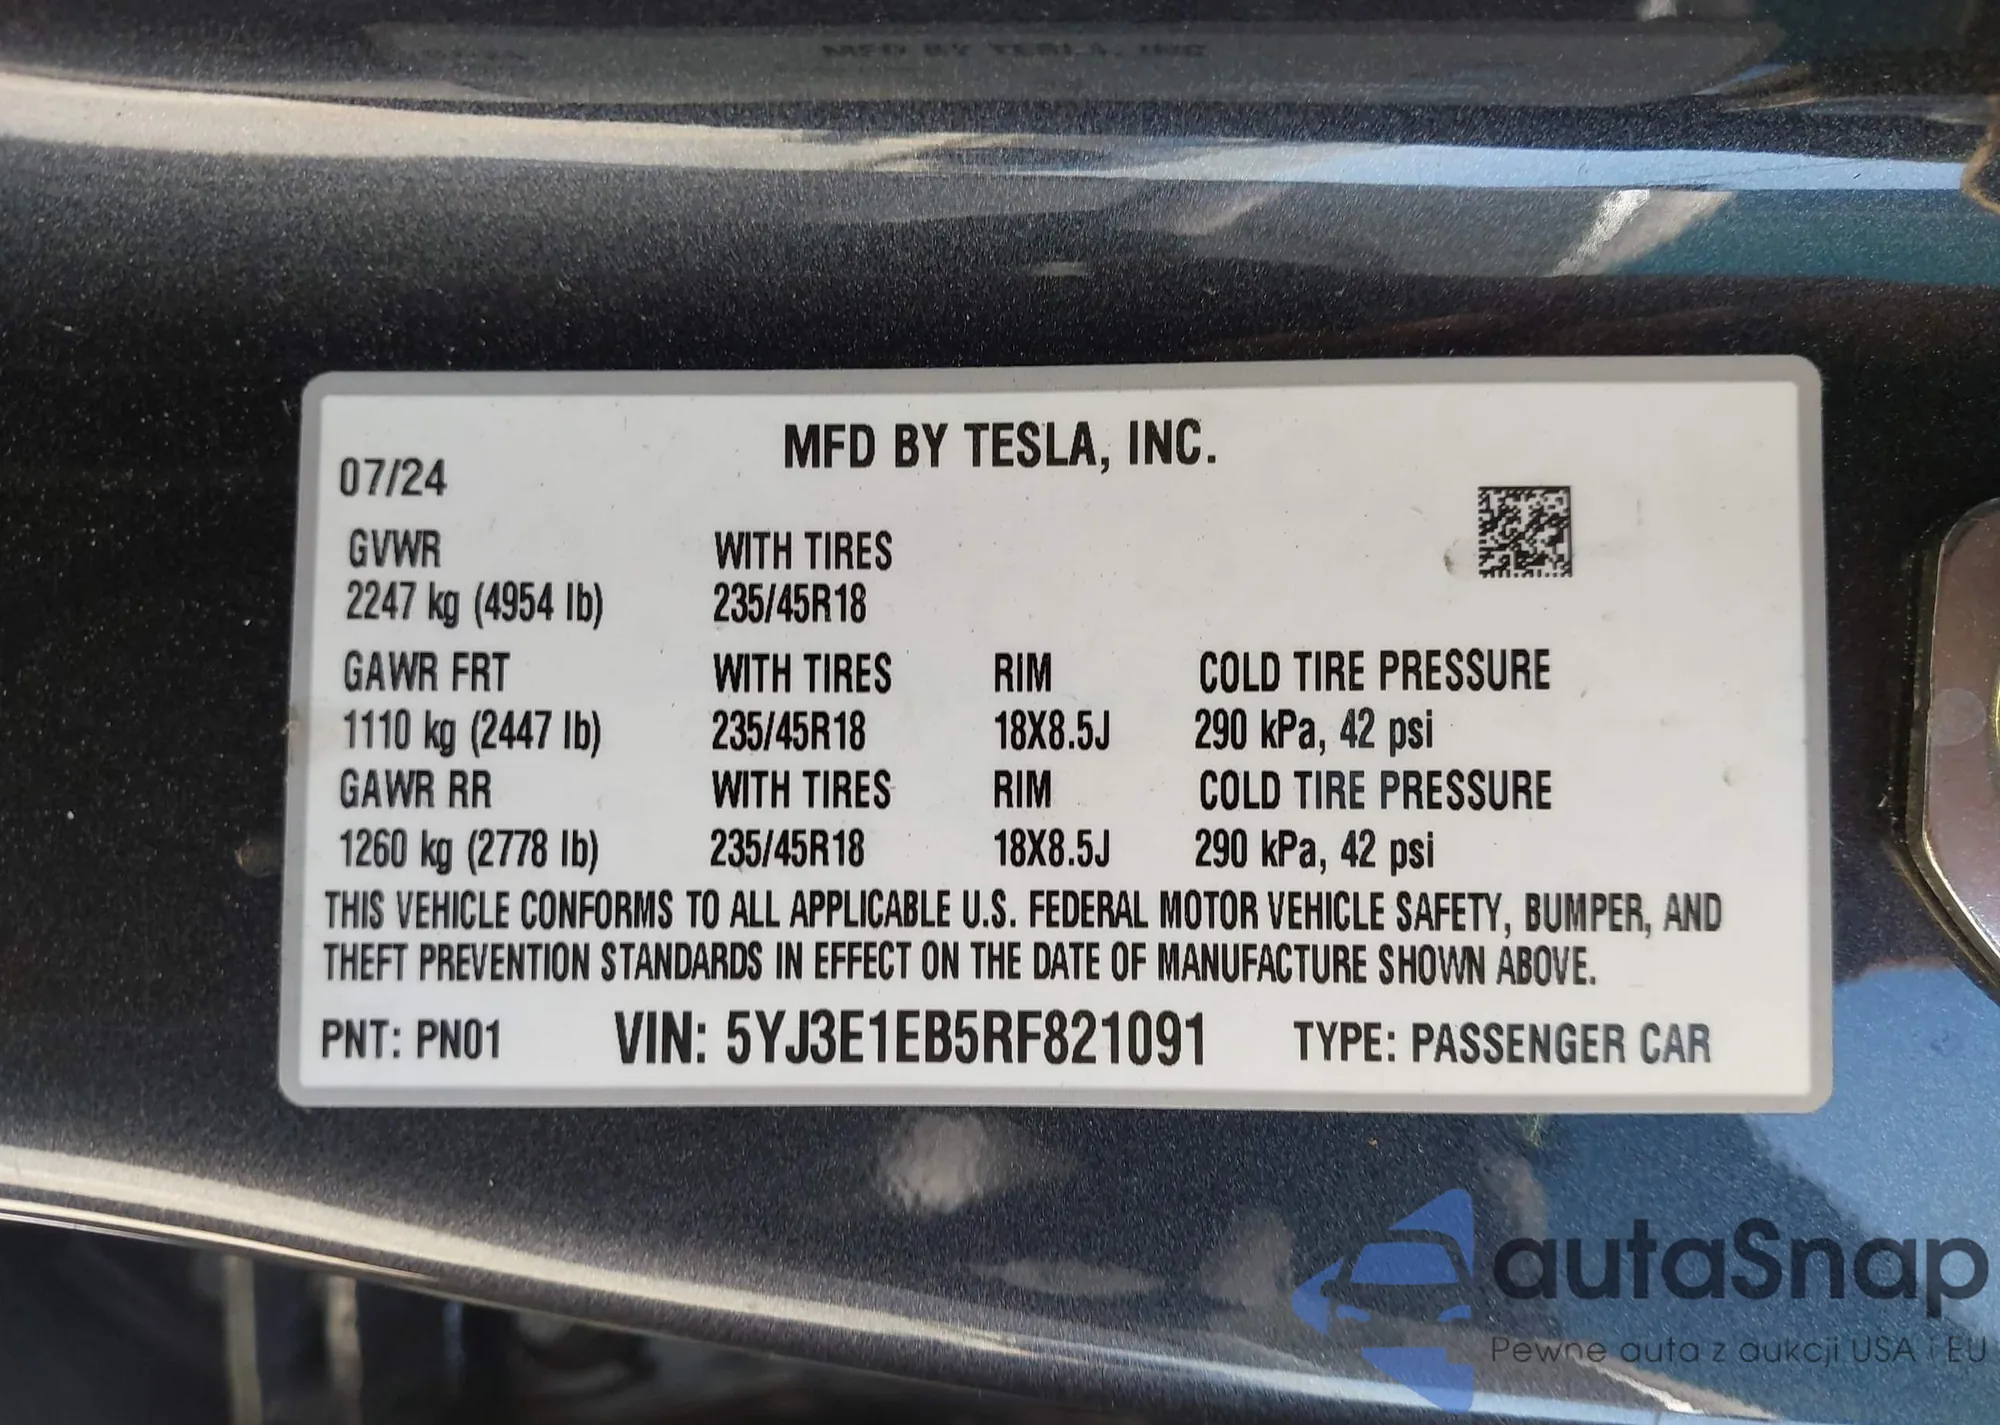 MFD BY TESLA, INC.
07/24
GVWR WITH TIRES
2247 kg (4954 lb) 235/45R18
GAWR FRT WITH TIRES RIM COLD TIRE PRESSURE
1110 kg (2447 lb) 235/45R18 18X8.5J 290 kPa, 42 psi
GAWR RR WITH TIRES RIM COLD TIRE PRESSURE
1260 kg (2778 lb) 235/45R18 18X8.5J 290 kPa, 42 psi
THIS VEHICLE CONFORMS TO ALL APPLICABLE U.S. FEDERAL MOTOR VEHICLE SAFETY, BUMPER, AND
THEFT PREVENTION STANDARDS IN EFFECT ON THE DATE OF MANUFACTURE SHOWN ABOVE.
PNT: PN01 VIN: 5YJ3E1EB5RF821091 TYPE: PASSENGER CAR
autaSnap
Pewne auta z aukcji USA i EU